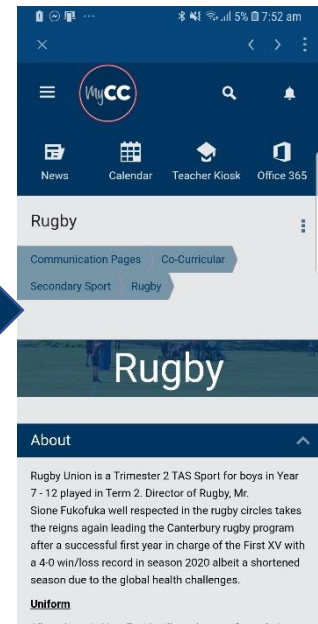 5% 7:52 am
MyCC
News Calendar Teacher Kiosk Office 365
Rugby
Communication Pages Co-Curricular
Secondary Sport Rugby
Rugby
About
Rugby Union is a Trimester 2 TAS Sport for boys in Year
7 - 12 played in Term 2. Director of Rugby, Mr.
Sione Fukofuka well respected in the rugby circles takes
the reigns again leading the Canterbury rugby program
after a successful first year in charge of the First XV with
a 4-0 win/loss record in season 2020 albeit a shortened
season due to the global health challenges.
Uniform